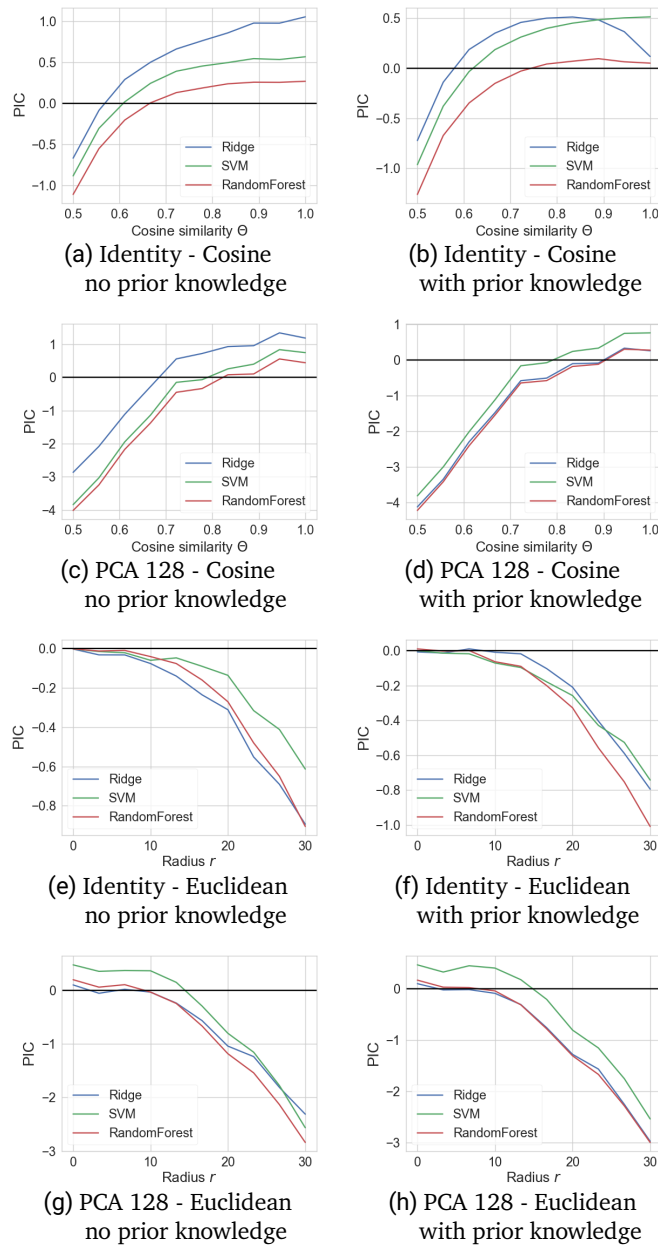 1.0
0.5
0.0
−0.5
−1.0
PIC
0.5 0.6 0.7 0.8 0.9 1.0
Cosine similarity Θ
Ridge
SVM
RandomForest
(a) Identity - Cosine
no prior knowledge
0.5
0.0
−0.5
−1.0
PIC
0.5 0.6 0.7 0.8 0.9 1.0
Cosine similarity Θ
Ridge
SVM
RandomForest
(b) Identity - Cosine
with prior knowledge
1
0
−1
−2
−3
−4
PIC
0.5 0.6 0.7 0.8 0.9 1.0
Cosine similarity Θ
Ridge
SVM
RandomForest
(c) PCA 128 - Cosine
no prior knowledge
1
0
−1
−2
−3
−4
PIC
0.5 0.6 0.7 0.8 0.9 1.0
Cosine similarity Θ
Ridge
SVM
RandomForest
(d) PCA 128 - Cosine
with prior knowledge
0.0
−0.2
−0.4
−0.6
−0.8
PIC
0 10 20 30
Radius r
Ridge
SVM
RandomForest
(e) Identity - Euclidean
no prior knowledge
0.0
−0.2
−0.4
−0.6
−0.8
−1.0
PIC
0 10 20 30
Radius r
Ridge
SVM
RandomForest
(f) Identity - Euclidean
with prior knowledge
0
−1
−2
−3
PIC
0 10 20 30
Radius r
Ridge
SVM
RandomForest
(g) PCA 128 - Euclidean
no prior knowledge
0
−1
−2
−3
PIC
0 10 20 30
Radius r
Ridge
SVM
RandomForest
(h) PCA 128 - Euclidean
with prior knowledge